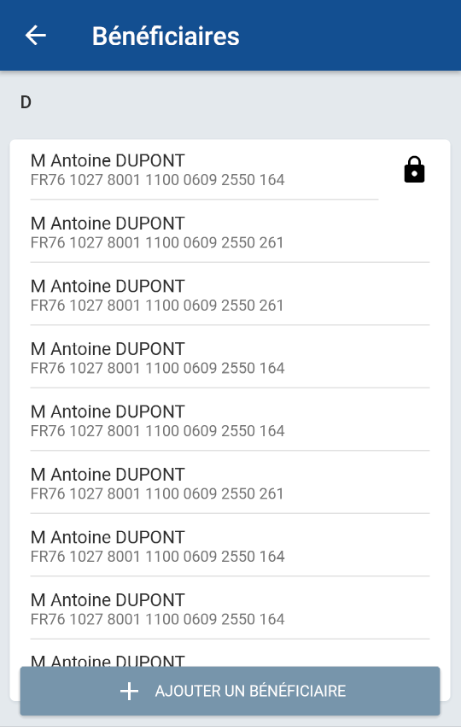 Bénéficiaires
D
M Antoine DUPONT
FR76 1027 8001 1100 0609 2550 164
M Antoine DUPONT
FR76 1027 8001 1100 0609 2550 261
M Antoine DUPONT
FR76 1027 8001 1100 0609 2550 261
M Antoine DUPONT
FR76 1027 8001 1100 0609 2550 164
M Antoine DUPONT
FR76 1027 8001 1100 0609 2550 164
M Antoine DUPONT
FR76 1027 8001 1100 0609 2550 261
M Antoine DUPONT
FR76 1027 8001 1100 0609 2550 164
M Antoine DUPONT
FR76 1027 8001 1100 0609 2550 164
M Antoine DUPONT
AJOUTER UN BÉNÉFICIAIRE